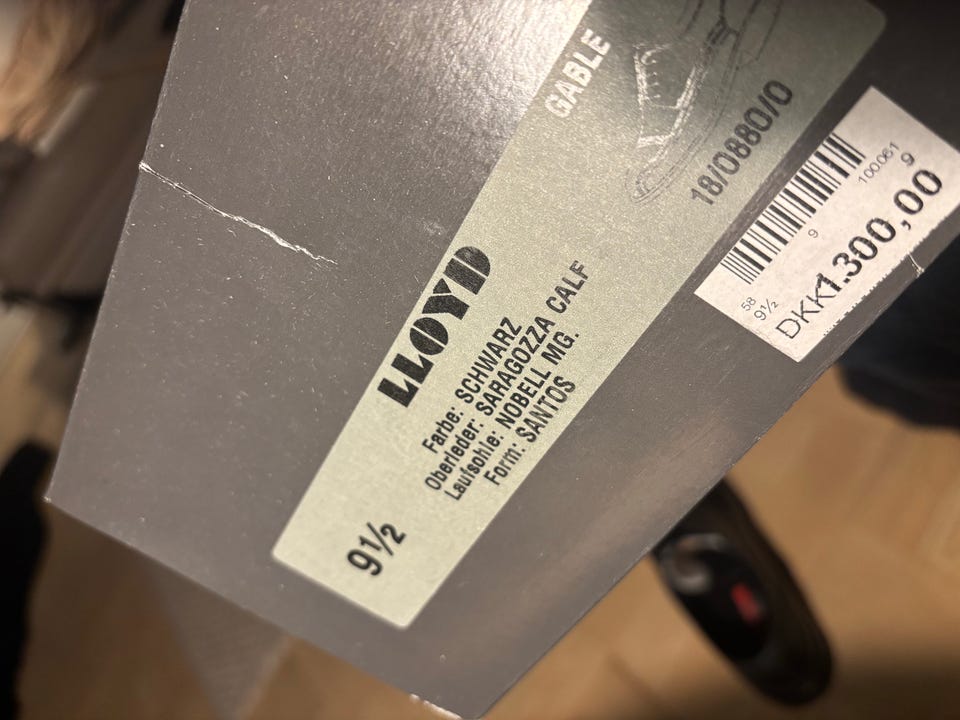 GABLE
18/0880/0
LLOYD
Farbe: SCHWARZ
Oberleder: SARAGOZZA CALF
Laufsohle: NOBELL MG.
Form: SANTOS
9½
100061 9
9
58
9½
DKK1.300,00